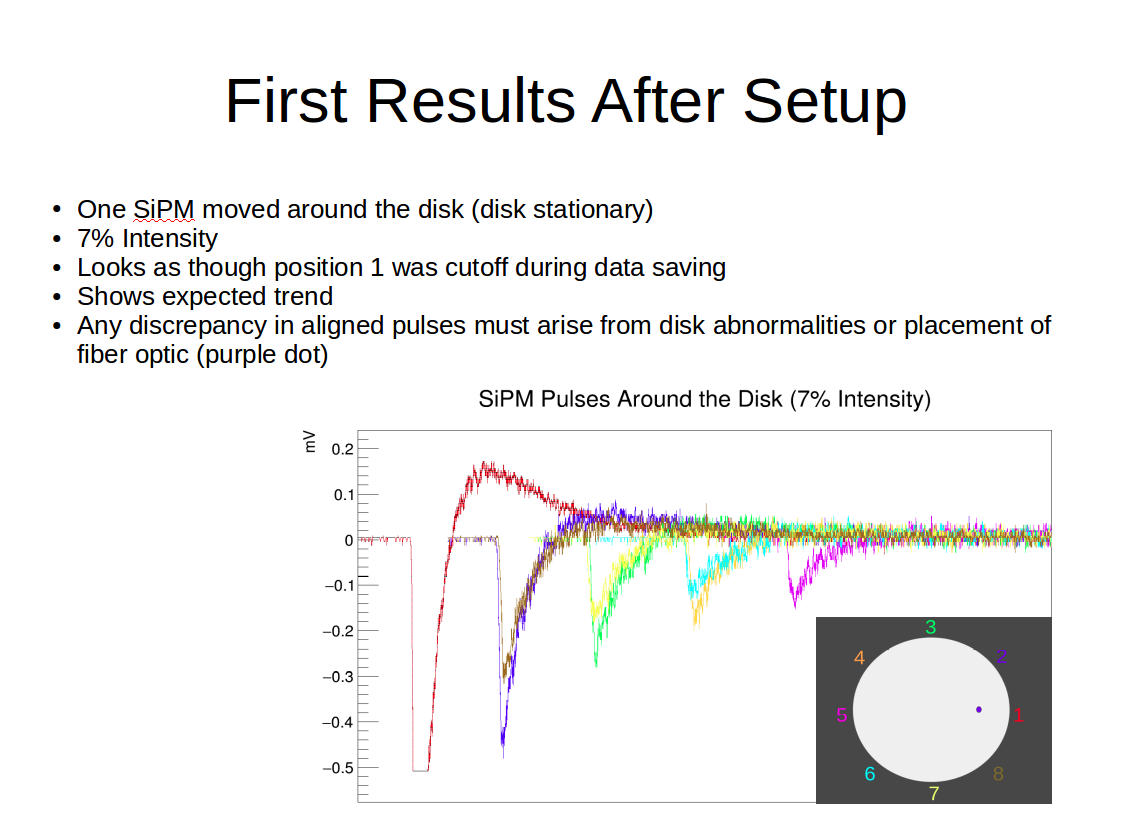 First Results After Setup
• One SiPM moved around the disk (disk stationary)
• 7% Intensity
• Looks as though position 1 was cutoff during data saving
• Shows expected trend
• Any discrepancy in aligned pulses must arise from disk abnormalities or placement of
fiber optic (purple dot)
SiPM Pulses Around the Disk (7% Intensity)
mV
0.2
0.1
0
−0.1
−0.2
−0.3
−0.4
−0.5
3
4 2
5 1
6 8
7